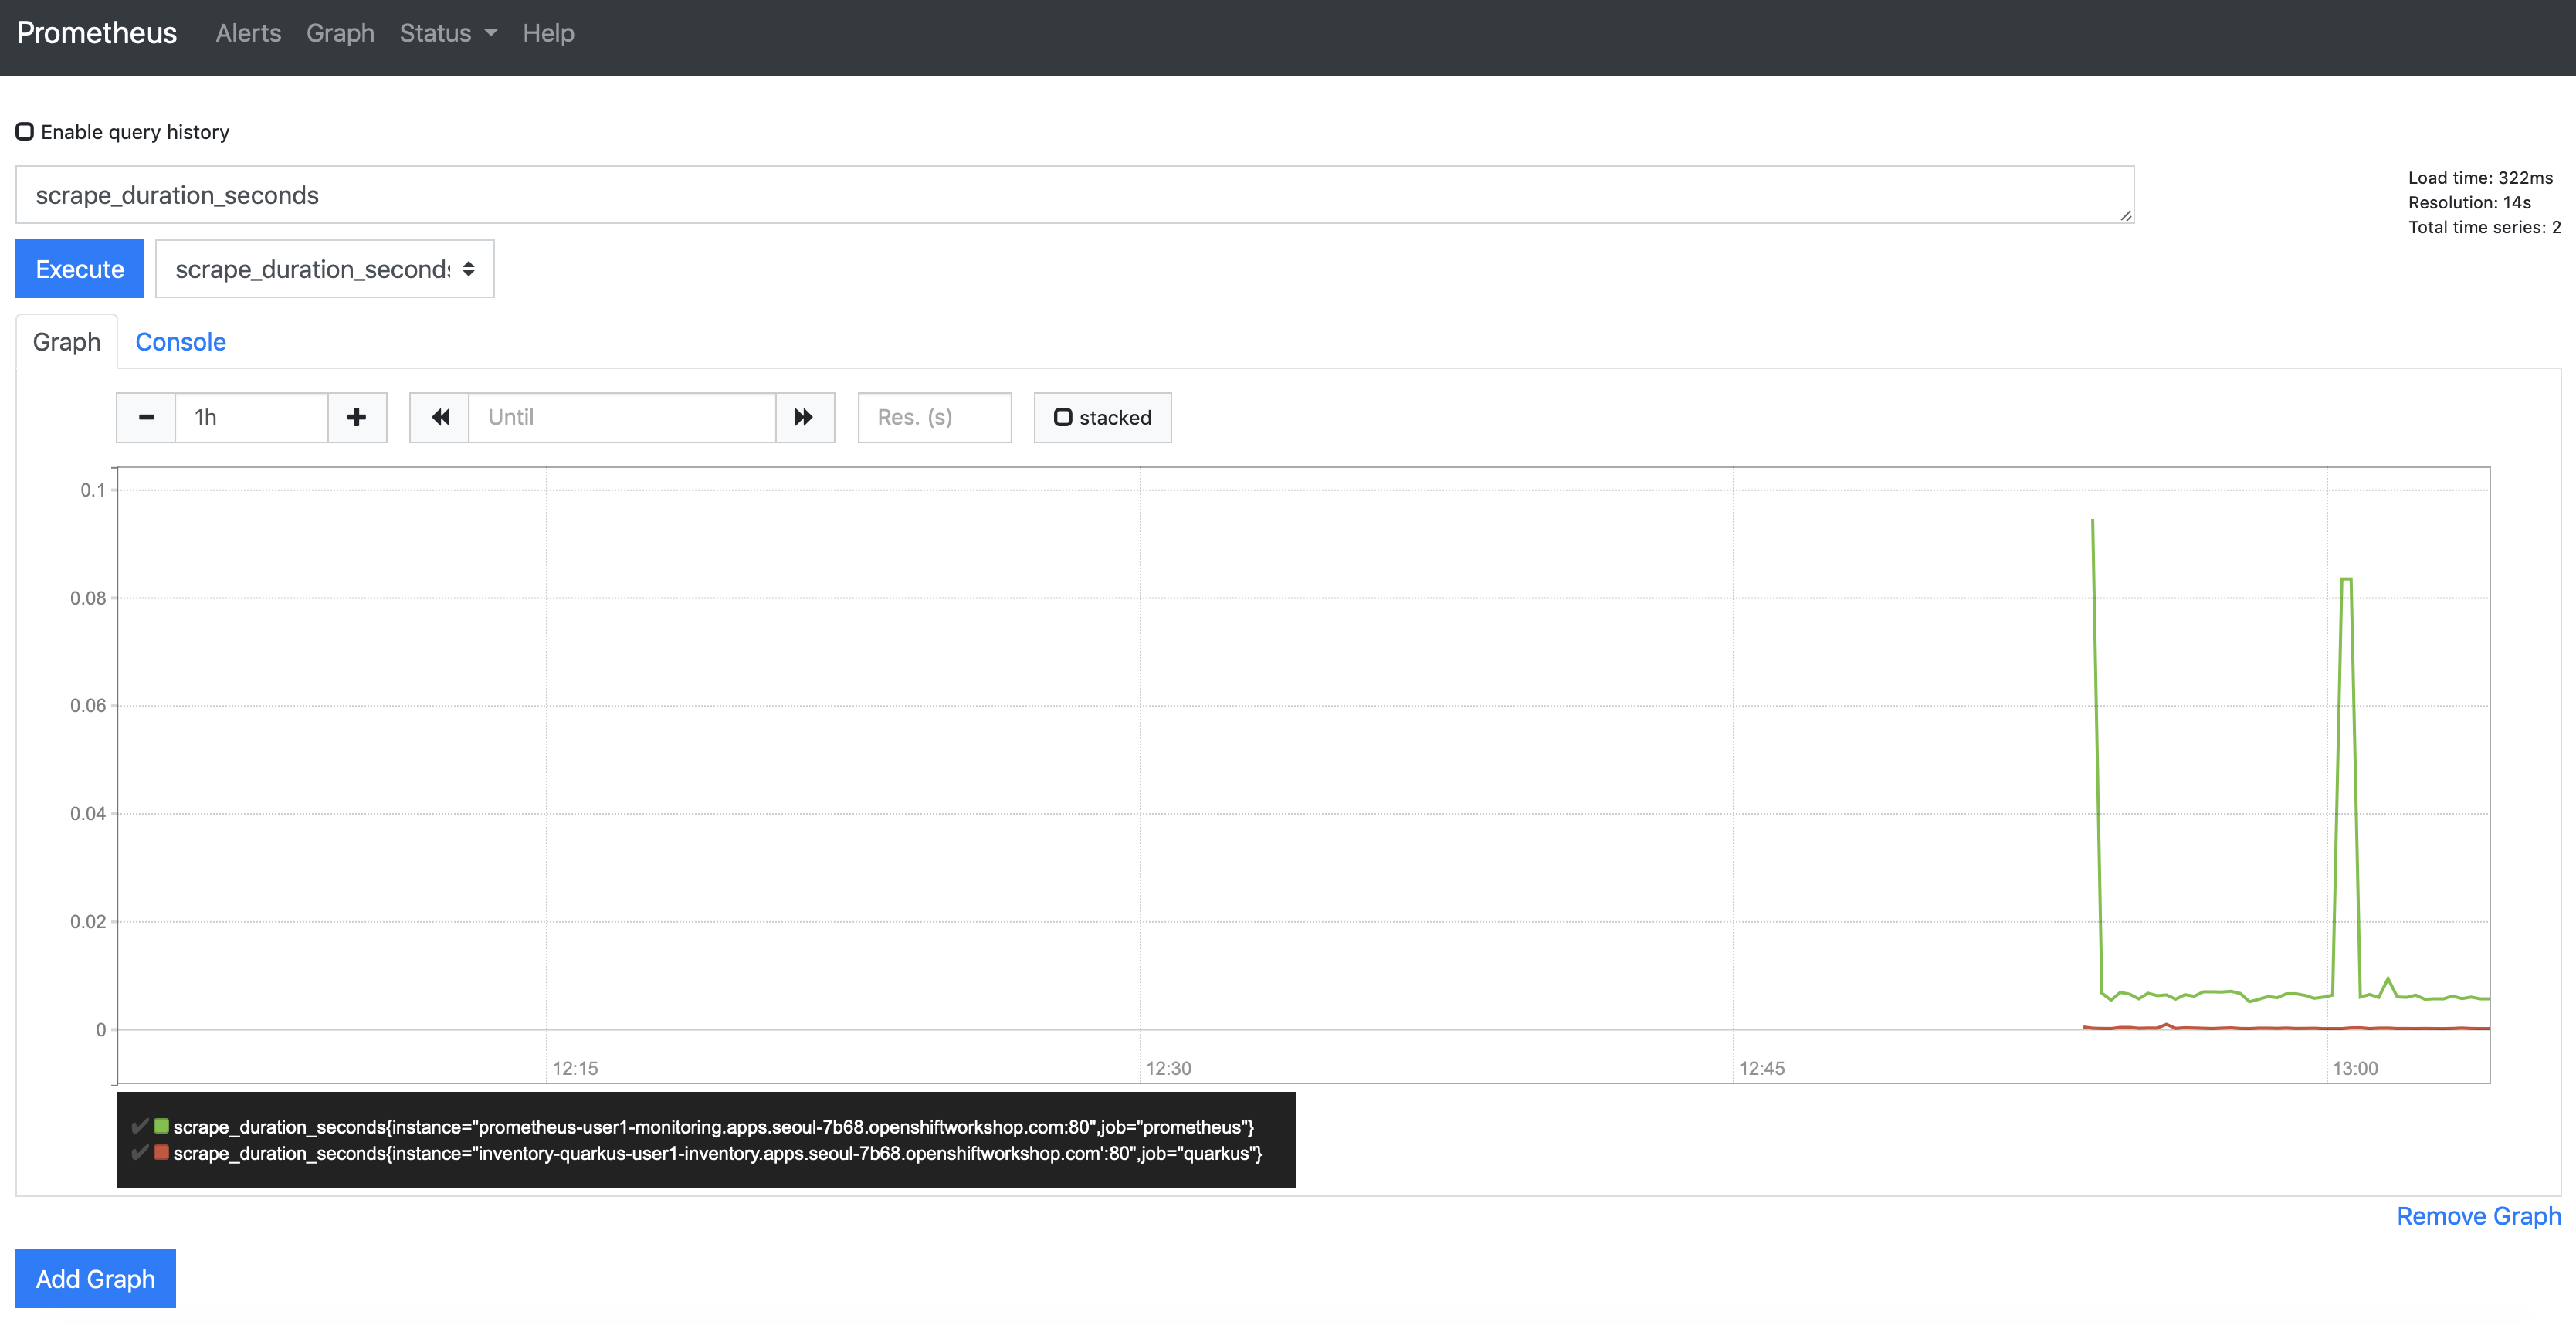 Prometheus Alerts Graph Status Help
Enable query history
scrape_duration_seconds
Load time: 322ms
Resolution: 14s
Total time series: 2
Execute scrape_duration_seconds
Graph Console
1h Until Res. (s) stacked
0.1
0.08
0.06
0.04
0.02
0
12:15 12:30 12:45 13:00
scrape_duration_seconds{instance="prometheus-user1-monitoring.apps.seoul-7b68.openshiftworkshop.com:80",job="prometheus"}
scrape_duration_seconds{instance="inventory-quarkus-user1-inventory.apps.seoul-7b68.openshiftworkshop.com':80",job="quarkus"}
Remove Graph
Add Graph